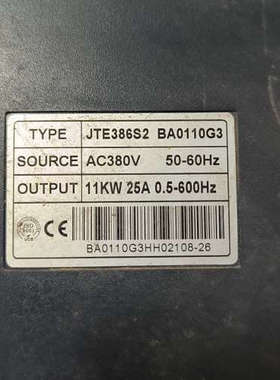 TYPE JTE386S2 BA0110G3
SOURCE AC380V 50-60Hz
OUTPUT 11KW 25A 0.5-600Hz
CE
BA0110G3HH02108-26